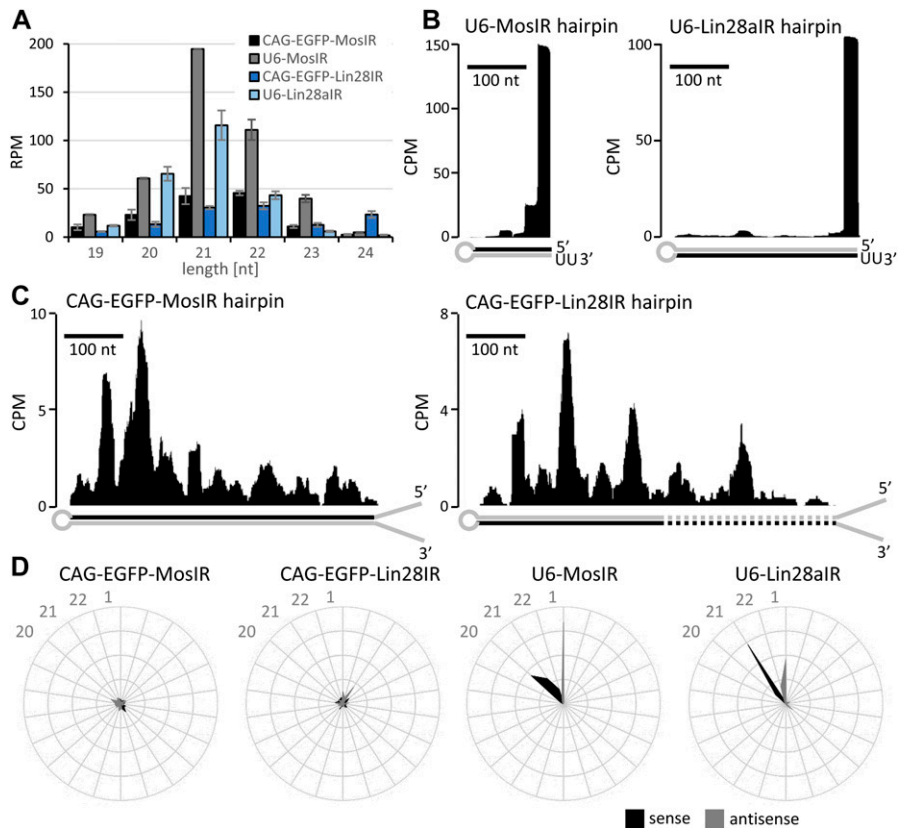 A
200
150
100
50
0
RPM
CAG-EGFP-MosIR
U6-MosIR
CAG-EGFP-Lin28IR
U6-Lin28aIR
19 20 21 22 23 24
length [nt]
B
U6-MosIR hairpin
150
100
50
0
CPM
100 nt
5’
UU 3’
U6-Lin28aIR hairpin
100
50
0
CPM
100 nt
5’
UU 3’
C
CAG-EGFP-MosIR hairpin
10
5
0
CPM
100 nt
5’
3’
CAG-EGFP-Lin28IR hairpin
8
4
0
CPM
100 nt
5’
3’
D
CAG-EGFP-MosIR
20 21 22 1
CAG-EGFP-Lin28IR
20 21 22 1
U6-MosIR
20 21 22 1
U6-Lin28aIR
20 21 22 1
sense antisense